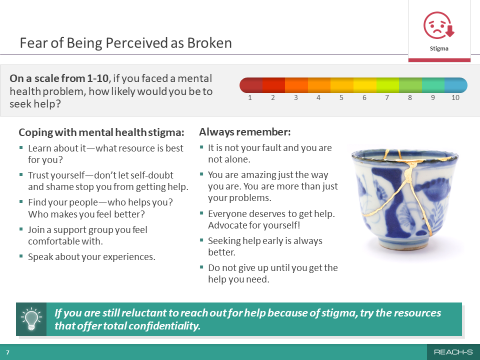 Fear of Being Perceived as Broken
Stigma
On a scale from 1-10, if you faced a mental
health problem, how likely would you be to
seek help?
1 2 3 4 5 6 7 8 9 10
Coping with mental health stigma:
▪ Learn about it—what resource is best
for you?
▪ Trust yourself—don't let self-doubt
and shame stop you from getting help.
▪ Find your people—who helps you?
Who makes you feel better?
▪ Join a support group you feel
comfortable with.
▪ Speak about your experiences.
Always remember:
▪ It is not your fault and you are
not alone.
▪ You are amazing just the way
you are. You are more than just
your problems.
▪ Everyone deserves to get help.
Advocate for yourself!
▪ Seeking help early is always
better.
▪ Do not give up until you get the
help you need.
If you are still reluctant to reach out for help because of stigma, try the resources
that offer total confidentiality.
7
REACH-S